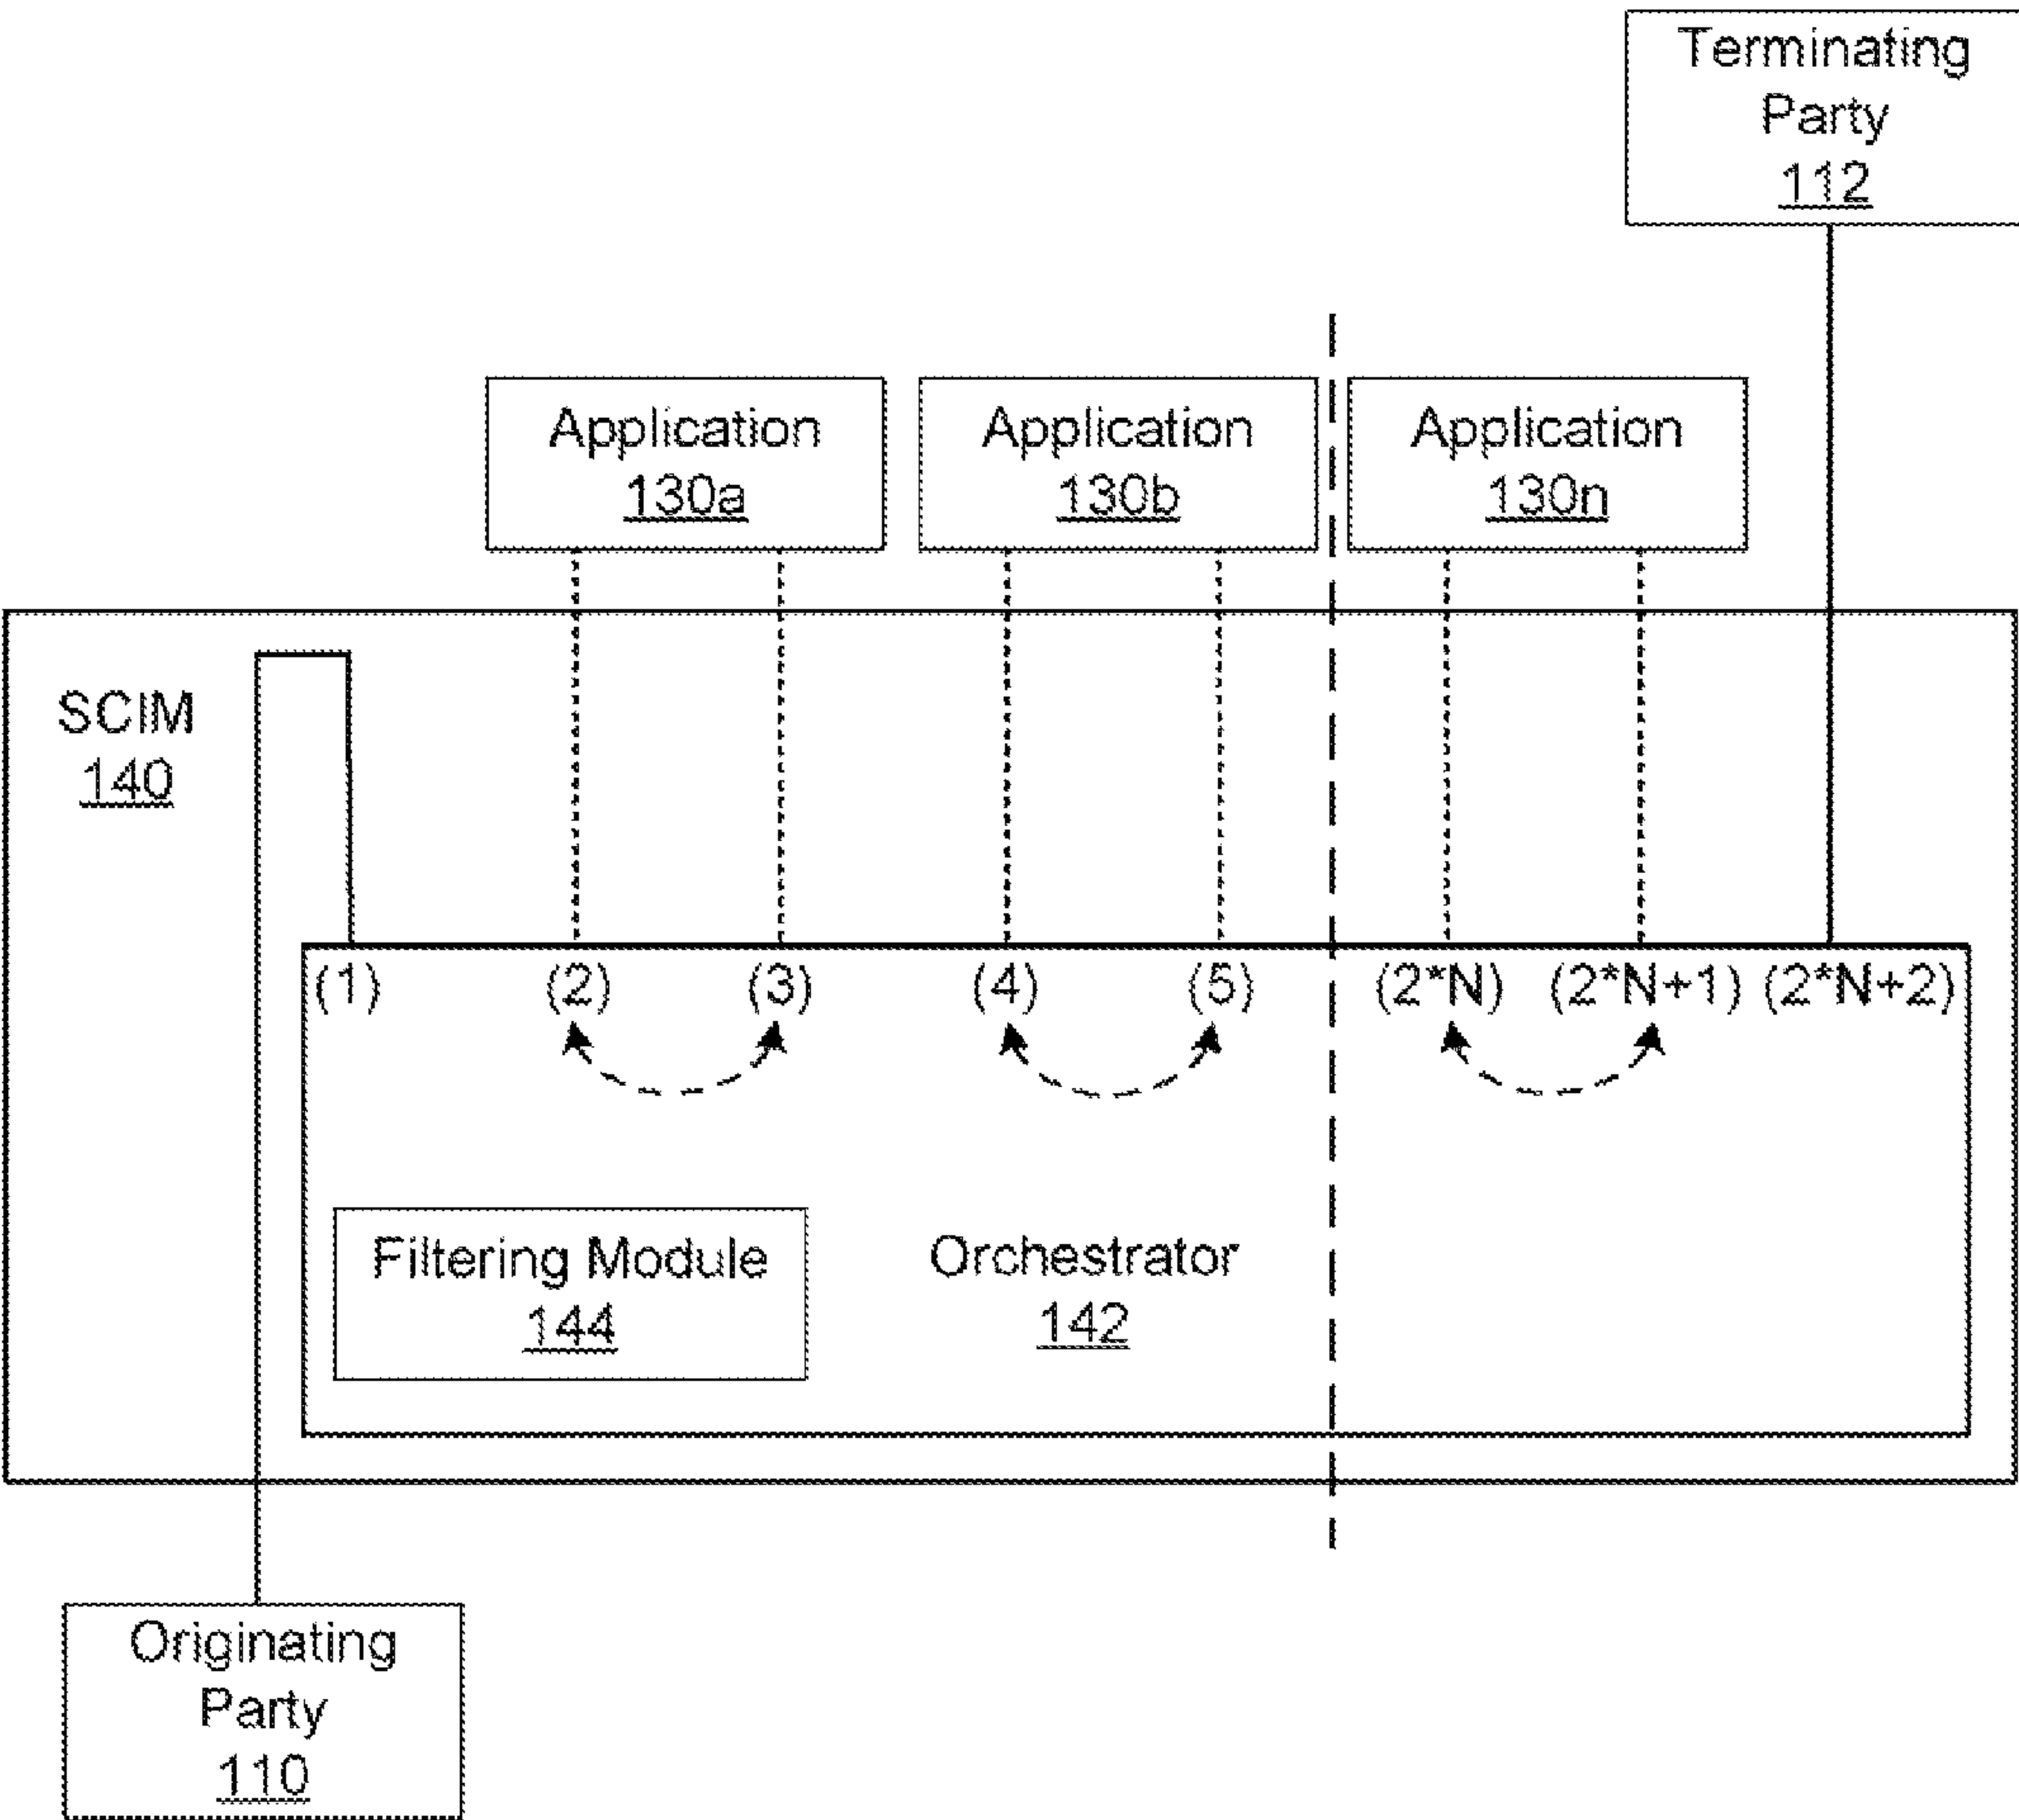 Terminating
Party
112
Application
130a
Application
130b
Application
130n
SCIM
140
(1) (2) (3) (4) (5) (2*N) (2*N+1) (2*N+2)
Filtering Module
144
Orchestrator
142
Originating
Party
110